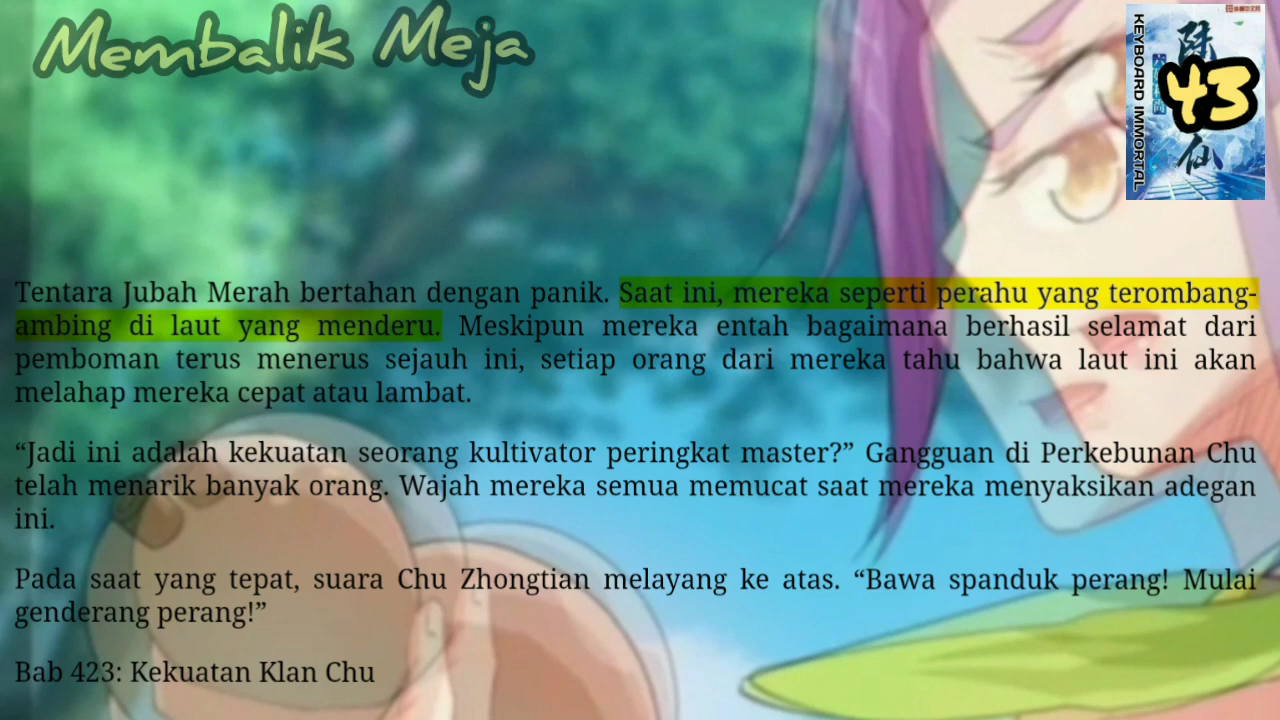 Membalik Meja
KEYBOARD IMMORTAL
43
仙
Tentara Jubah Merah bertahan dengan panik. Saat ini, mereka seperti perahu yang terombang-
ambing di laut yang menderu. Meskipun mereka entah bagaimana berhasil selamat dari
pemboman terus menerus sejauh ini, setiap orang dari mereka tahu bahwa laut ini akan
melahap mereka cepat atau lambat.
“Jadi ini adalah kekuatan seorang kultivator peringkat master?” Gangguan di Perkebunan Chu
telah menarik banyak orang. Wajah mereka semua memucat saat mereka menyaksikan adegan
ini.
Pada saat yang tepat, suara Chu Zhongtian melayang ke atas. “Bawa spanduk perang! Mulai
genderang perang!”
Bab 423: Kekuatan Klan Chu